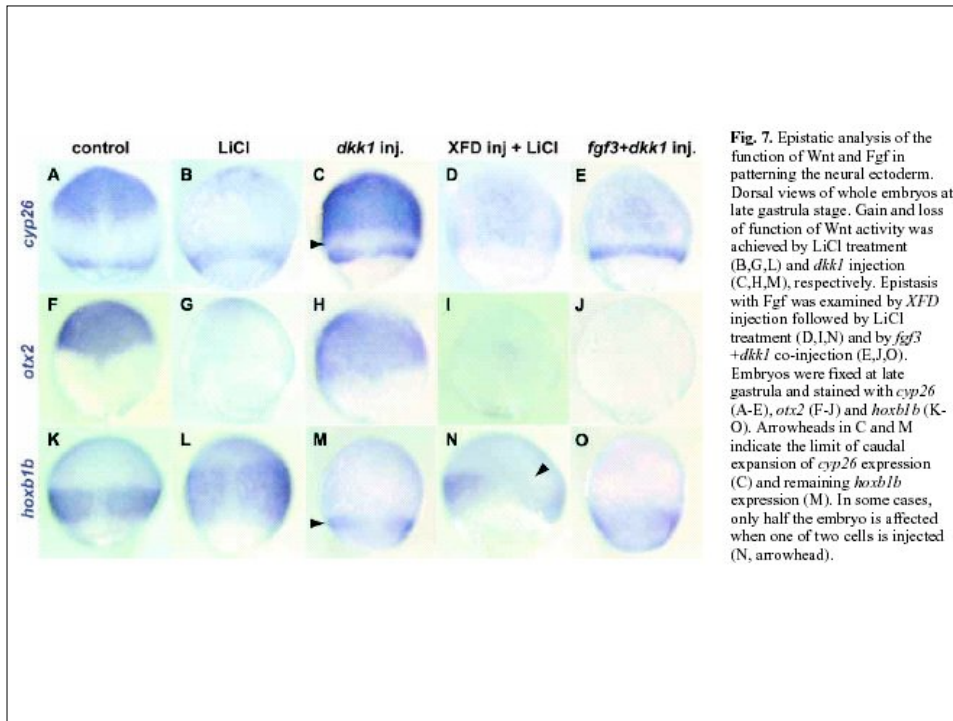 control LiCl dkk1 inj. XFD inj + LiCl fgf3+dkk1 inj.
cyp26 A B C D E
otx2 F G H I J
hoxb1b K L M N O
Fig. 7. Epistatic analysis of the
function of Wnt and Fgf in
patterning the neural ectoderm.
Dorsal views of whole embryos at
late gastrula stage. Gain and loss
of function of Wnt activity was
achieved by LiCl treatment
(B,G,L) and dkk1 injection
(C,H,M), respectively. Epistasis
with Fgf was examined by XFD
injection followed by LiCl
treatment (D,I,N) and by fgf3
+dkk1 co-injection (E,J,O).
Embryos were fixed at late
gastrula and stained with cyp26
(A-E), otx2 (F-J) and hoxb1b (K-
O). Arrowheads in C and M
indicate the limit of caudal
expansion of cyp26 expression
(C) and remaining hoxb1b
expression (M). In some cases,
only half the embryo is affected
when one of two cells is injected
(N, arrowhead).